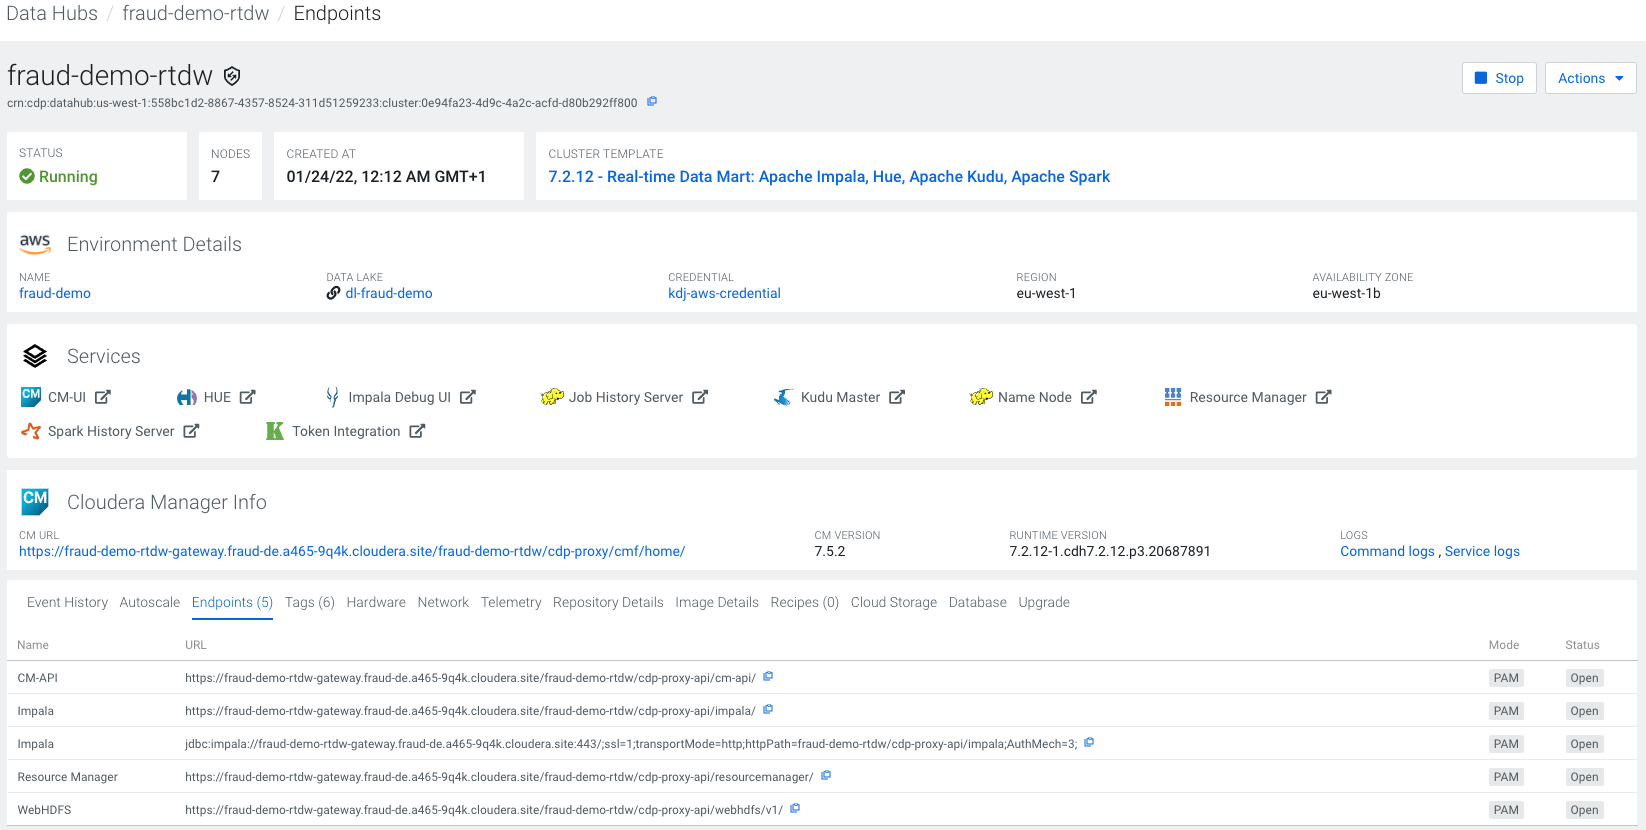 Data Hubs / fraud-demo-rtdw / Endpoints
fraud-demo-rtdw
Stop
Actions
crn:cdp:datahub:us-west-1:558bc1d2-8867-4357-8524-311d51259233:cluster:0e94fa23-4d9c-4a2c-acfd-d80b292ff800
STATUS NODES CREATED AT CLUSTER TEMPLATE
Running 7 01/24/22, 12:12 AM GMT+1 7.2.12 - Real-time Data Mart: Apache Impala, Hue, Apache Kudu, Apache Spark
aws Environment Details
NAME DATA LAKE CREDENTIAL REGION AVAILABILITY ZONE
fraud-demo dl-fraud-demo kdj-aws-credential eu-west-1 eu-west-1b
Services
CM CM-UI HUE Impala Debug UI Job History Server Kudu Master Name Node Resource Manager
Spark History Server K Token Integration
CM Cloudera Manager Info
CM URL CM VERSION RUNTIME VERSION LOGS
https://fraud-demo-rtdw-gateway.fraud-de.a465-9q4k.cloudera.site/fraud-demo-rtdw/cdp-proxy/cmf/home/ 7.5.2 7.2.12-1.cdh7.2.12.p3.20687891 Command logs , Service logs
Event History Autoscale Endpoints (5) Tags (6) Hardware Network Telemetry Repository Details Image Details Recipes (0) Cloud Storage Database Upgrade
Name URL Mode Status
CM-API https://fraud-demo-rtdw-gateway.fraud-de.a465-9q4k.cloudera.site/fraud-demo-rtdw/cdp-proxy-api/cm-api/ PAM Open
Impala https://fraud-demo-rtdw-gateway.fraud-de.a465-9q4k.cloudera.site/fraud-demo-rtdw/cdp-proxy-api/impala/ PAM Open
Impala jdbc:impala://fraud-demo-rtdw-gateway.fraud-de.a465-9q4k.cloudera.site:443/;ssl=1;transportMode=http;httpPath=fraud-demo-rtdw/cdp-proxy-api/impala;AuthMech=3; PAM Open
Resource Manager https://fraud-demo-rtdw-gateway.fraud-de.a465-9q4k.cloudera.site/fraud-demo-rtdw/cdp-proxy-api/resourcemanager/ PAM Open
WebHDFS https://fraud-demo-rtdw-gateway.fraud-de.a465-9q4k.cloudera.site/fraud-demo-rtdw/cdp-proxy-api/webhdfs/v1/ PAM Open